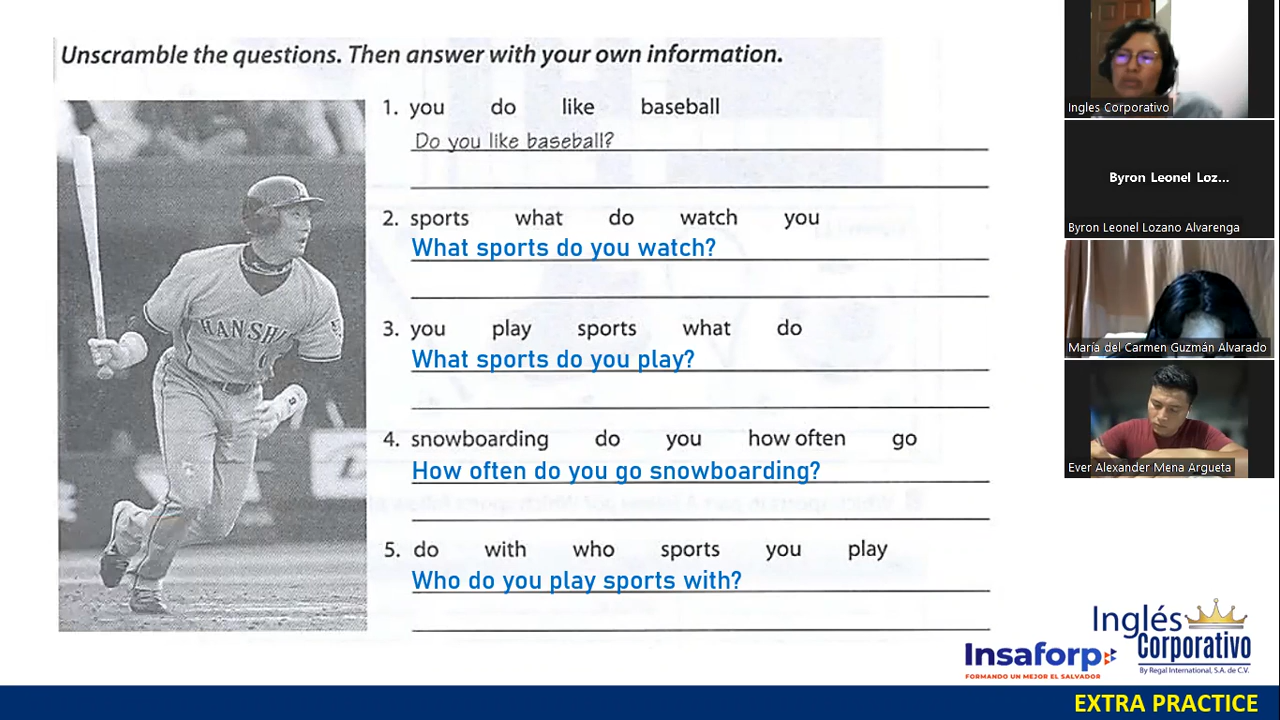 Unscramble the questions. Then answer with your own information.
1. you do like baseball
Do you like baseball?
2. sports what do watch you
What sports do you watch?
3. you play sports what do
What sports do you play?
4. snowboarding do you how often go
How often do you go snowboarding?
5. do with who sports you play
Who do you play sports with?
HANSHI
Ingles Corporativo
Byron Leonel Loz...
Byron Leonel Lozano Alvarenga
María del Carmen Guzmán Alvarado
Ever Alexander Mena Argueta
Inglés
Corporativo
By Regal International, S.A. de C.V.
Insaforp
FORMANDO UN MEJOR EL SALVADOR
EXTRA PRACTICE